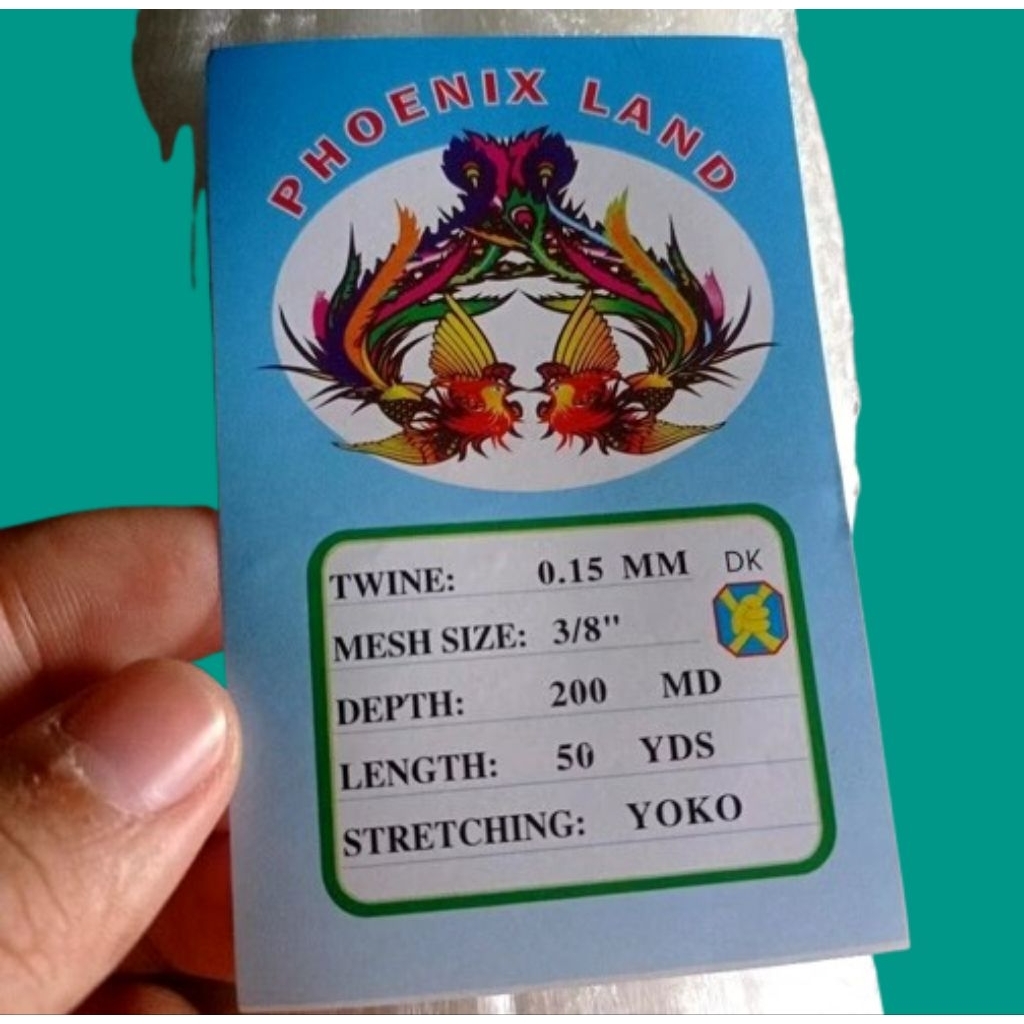 PHOENIX LAND
TWINE: 0.15 MM DK
MESH SIZE: 3/8"
DEPTH: 200 MD
LENGTH: 50 YDS
STRETCHING: YOKO